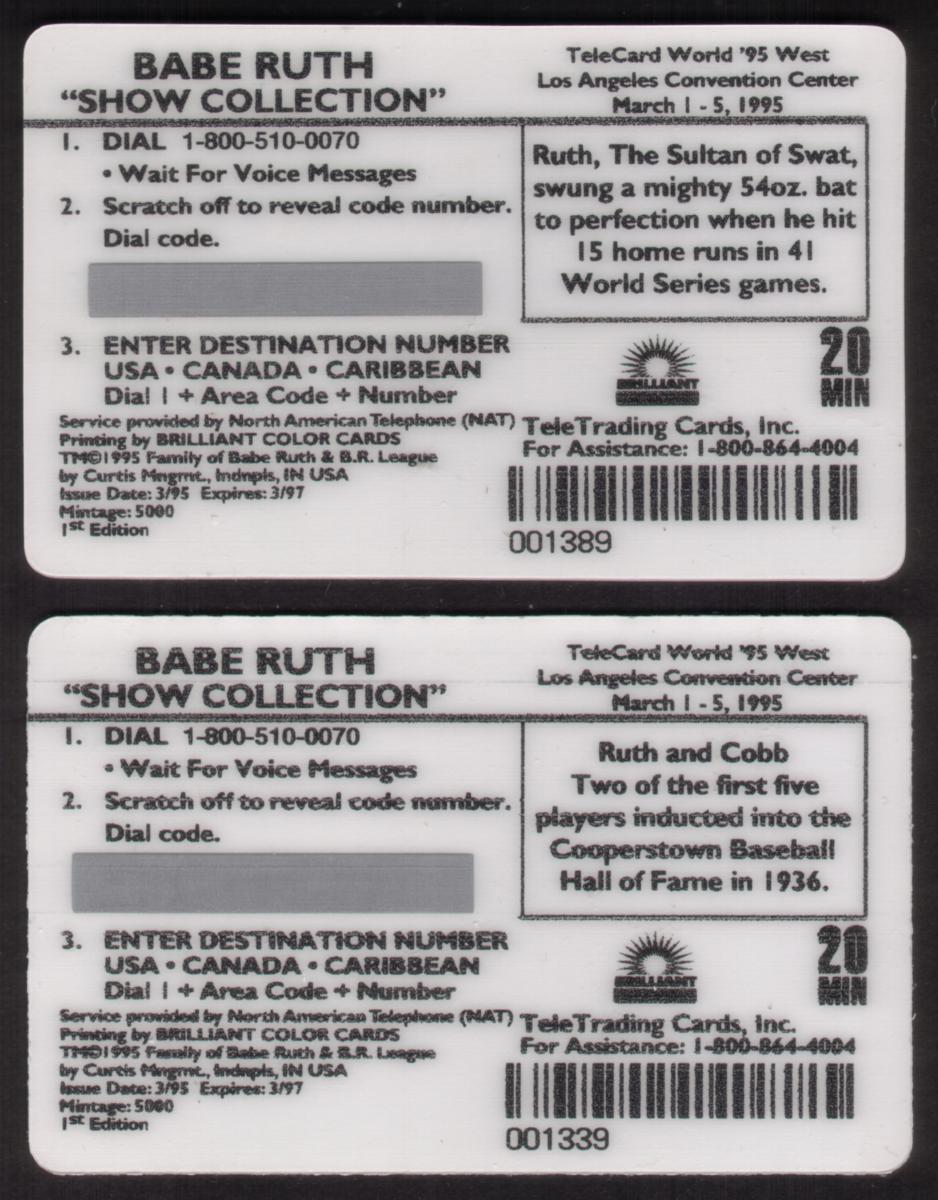 BABE RUTH
"SHOW COLLECTION"
TeleCard World '95 West
Los Angeles Convention Center
March 1 - 5, 1995
1. DIAL 1-800-510-0070
• Wait For Voice Messages
2. Scratch off to reveal code number.
Dial code.
Ruth, The Sultan of Swat,
swung a mighty 54oz. bat
to perfection when he hit
15 home runs in 41
World Series games.
3. ENTER DESTINATION NUMBER
USA • CANADA • CARIBBEAN
Dial 1 + Area Code + Number
BRILLIANT
20
MIN
Service provided by North American Telephone (NAT)
Printing by BRILLIANT COLOR CARDS
TM©1995 Family of Babe Ruth & B.R. League
by Curtis Mngmt., Indnpls, IN USA
Issue Date: 3/95 Expires: 3/97
Mintage: 5000
1st Edition
TeleTrading Cards, Inc.
For Assistance: 1-800-864-4004
001389
BABE RUTH
"SHOW COLLECTION"
TeleCard World '95 West
Los Angeles Convention Center
March 1 - 5, 1995
1. DIAL 1-800-510-0070
• Wait For Voice Messages
2. Scratch off to reveal code number.
Dial code.
Ruth and Cobb
Two of the first five
players inducted into the
Cooperstown Baseball
Hall of Fame in 1936.
3. ENTER DESTINATION NUMBER
USA • CANADA • CARIBBEAN
Dial 1 + Area Code + Number
BRILLIANT
20
MIN
Service provided by North American Telephone (NAT)
Printing by BRILLIANT COLOR CARDS
TM©1995 Family of Babe Ruth & B.R. League
by Curtis Mngmt., Indnpls, IN USA
Issue Date: 3/95 Expires: 3/97
Mintage: 5000
1st Edition
TeleTrading Cards, Inc.
For Assistance: 1-800-864-4004
001339